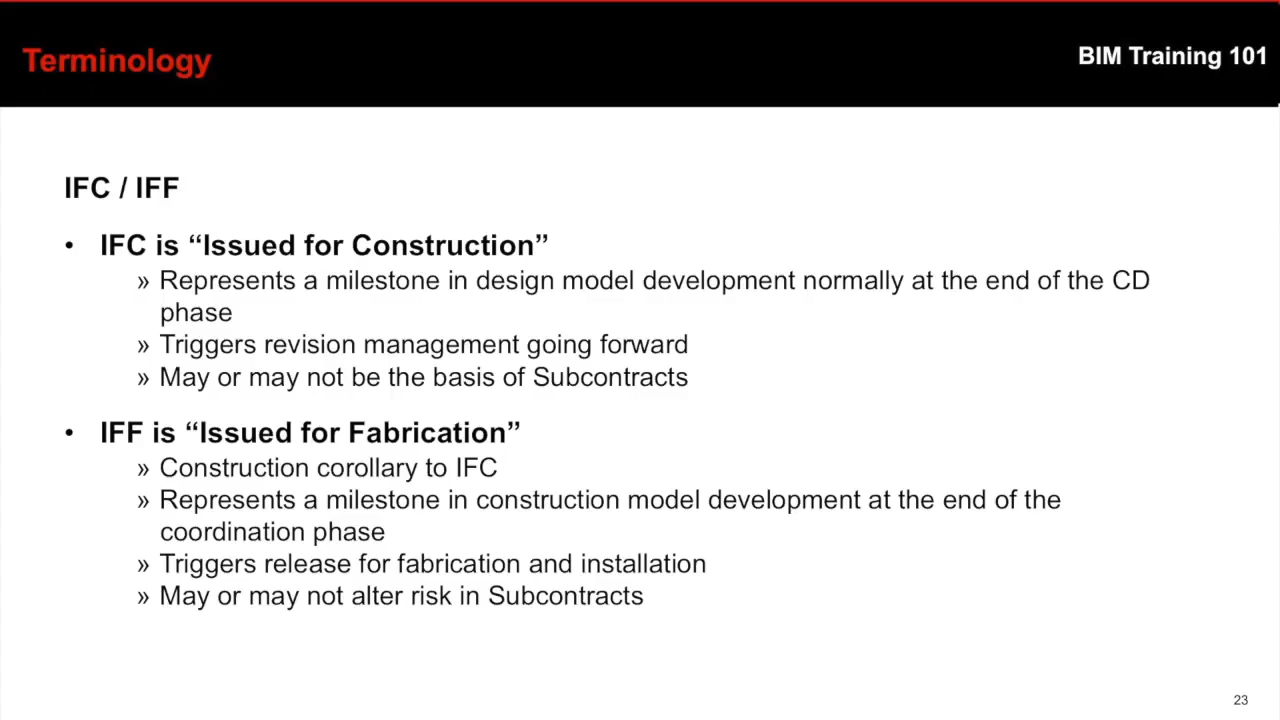 Terminology
BIM Training 101
IFC / IFF
• IFC is “Issued for Construction”
» Represents a milestone in design model development normally at the end of the CD
phase
» Triggers revision management going forward
» May or may not be the basis of Subcontracts
• IFF is “Issued for Fabrication”
» Construction corollary to IFC
» Represents a milestone in construction model development at the end of the
coordination phase
» Triggers release for fabrication and installation
» May or may not alter risk in Subcontracts
23